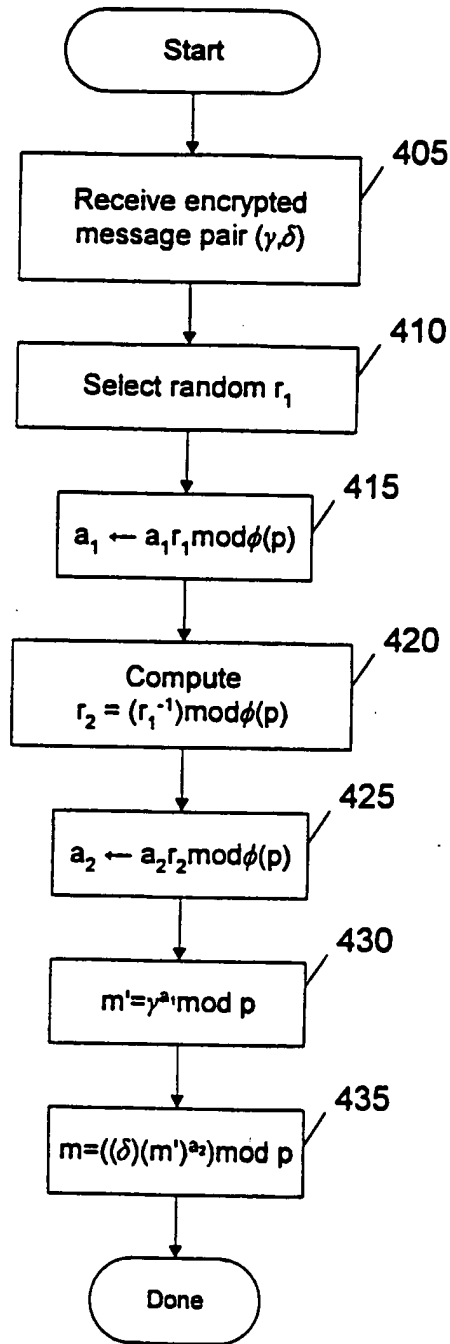 Start
405
Receive encrypted
message pair (γ,δ)
410
Select random r₁
415
a₁ ← a₁r₁modϕ(p)
420
Compute
r₂ = (r₁⁻¹)modϕ(p)
425
a₂ ← a₂r₂modϕ(p)
430
m'=γᵃ¹mod p
435
m=((δ)(m')ᵃ²)mod p
Done